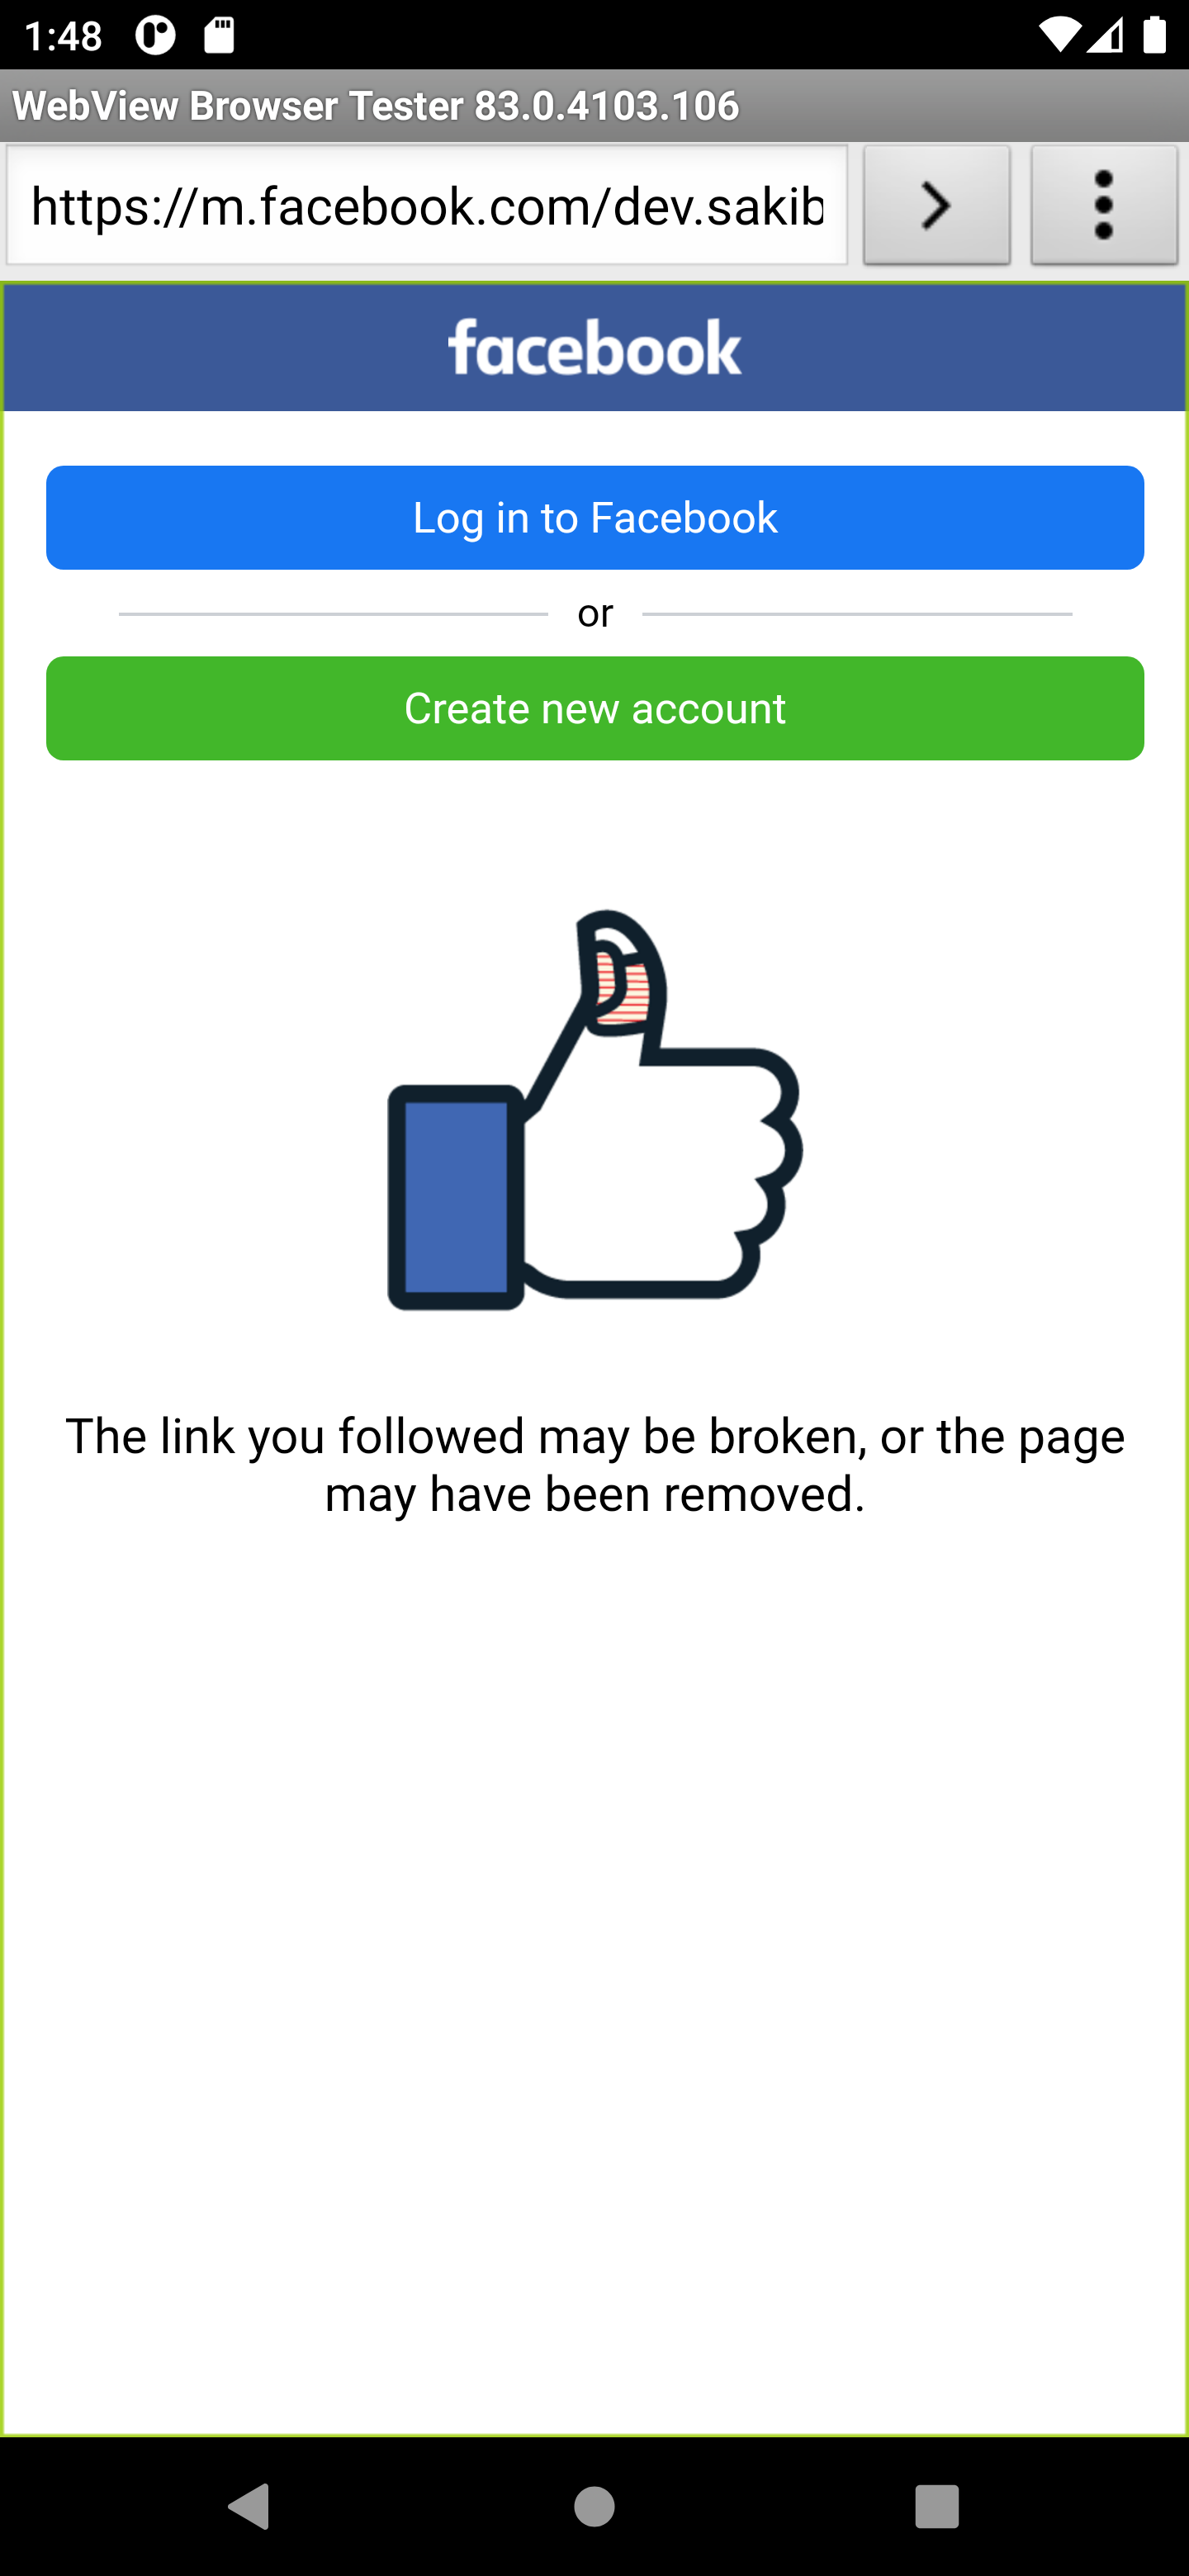 1:48
WebView Browser Tester 83.0.4103.106
https://m.facebook.com/dev.sakib
facebook
Log in to Facebook
or
Create new account
The link you followed may be broken, or the page
may have been removed.